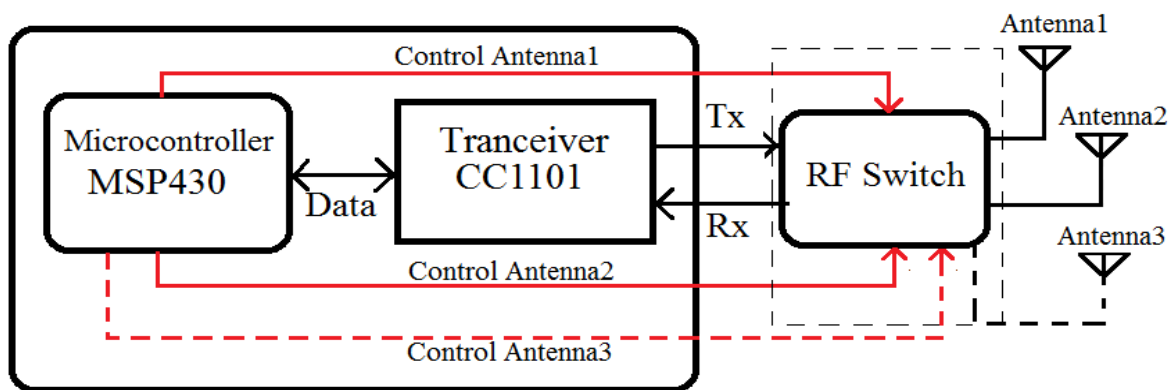 Antenna1
Control Antenna1
Tx
Antenna2
Microcontroller
MSP430
Tranceiver
CC1101
RF Switch
Data
Rx
Antenna3
Control Antenna2
Control Antenna3